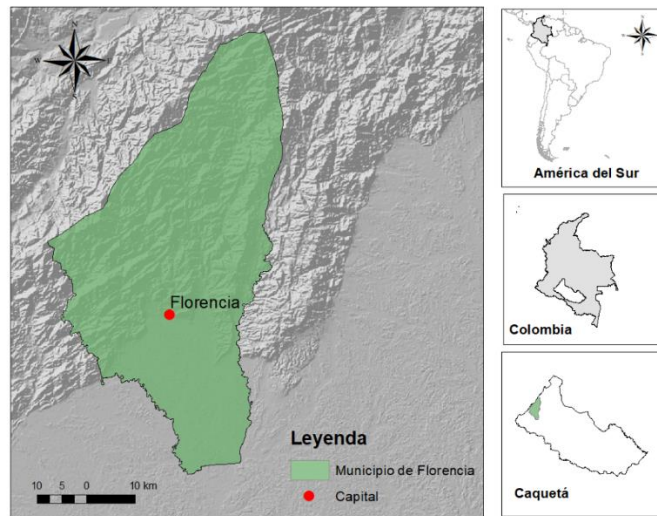 N
W
E
S
Florencia
Leyenda
Municipio de Florencia
Capital
10 5 0 10 km
América del Sur
Colombia
Caquetá